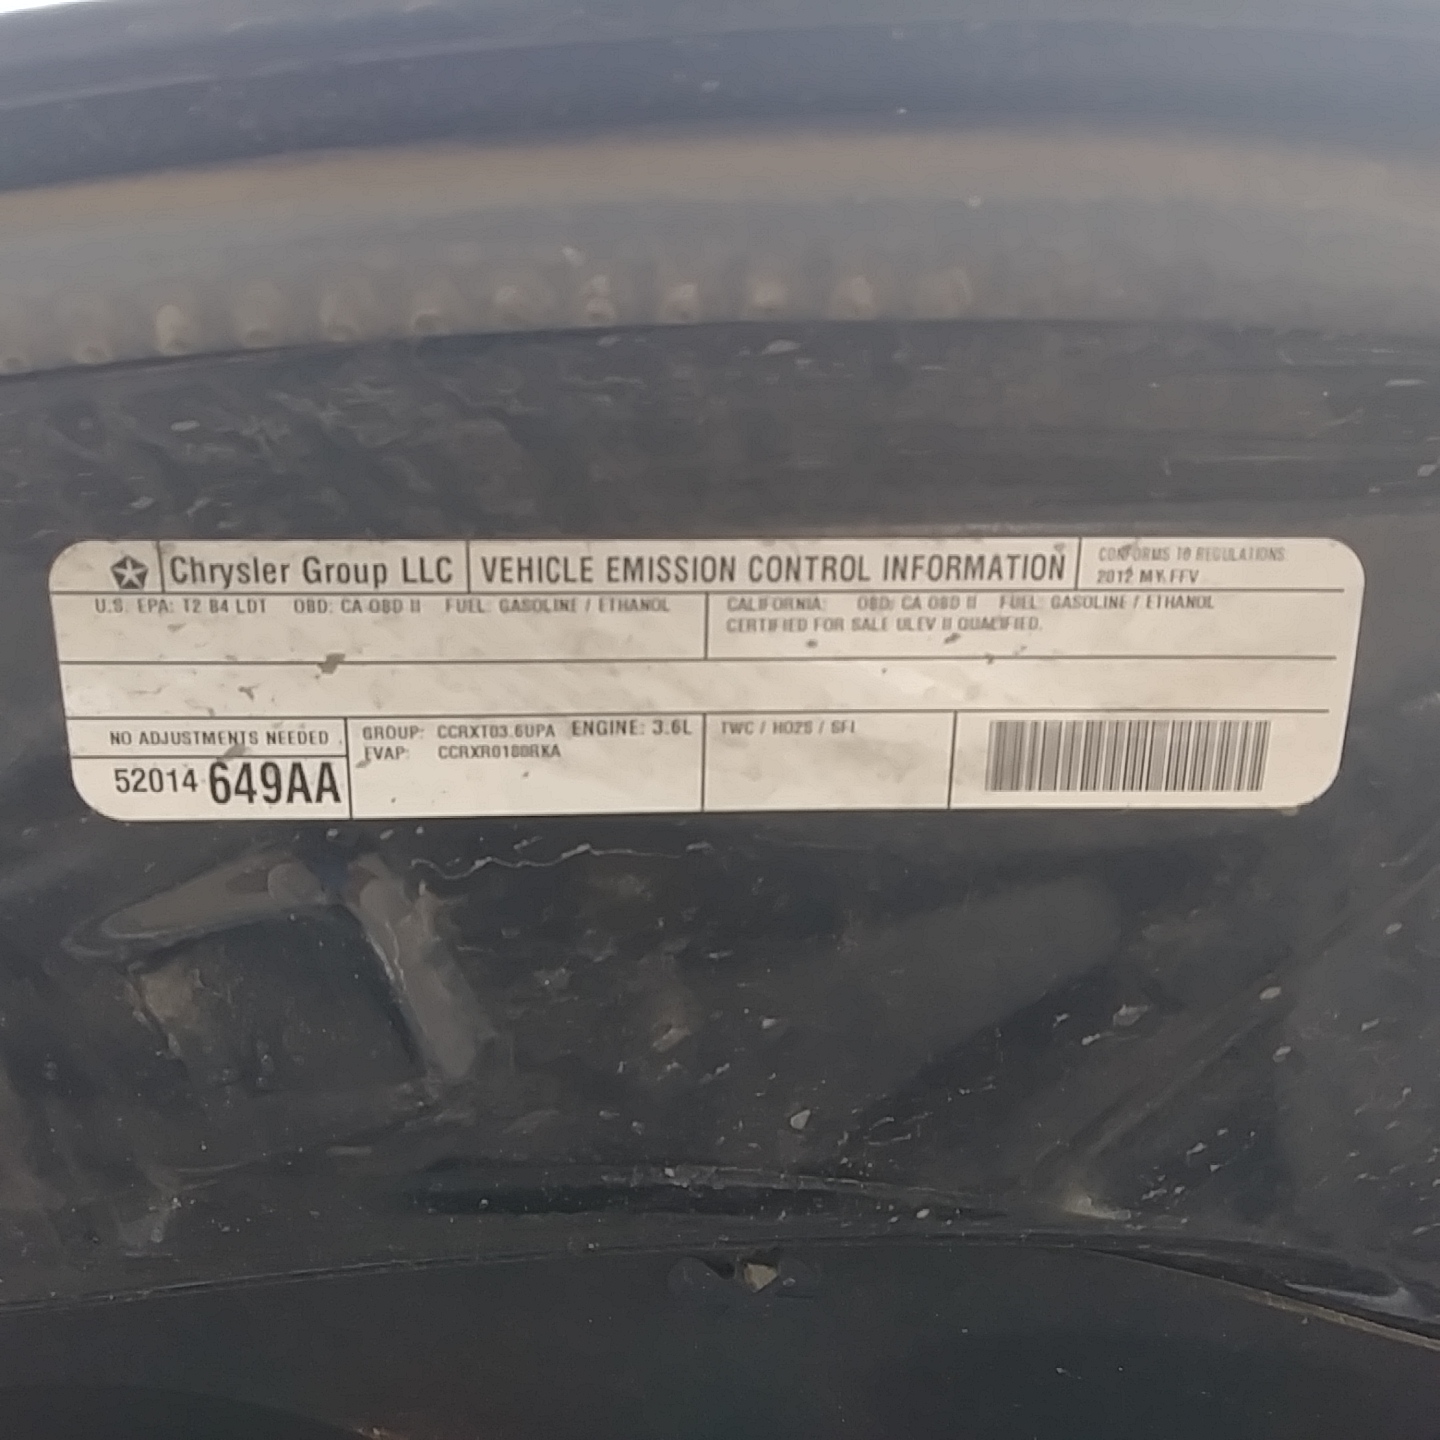 Chrysler Group LLC
VEHICLE EMISSION CONTROL INFORMATION
CONFORMS TO REGULATIONS:
2012 MY FFV
U.S. EPA: T2 B4 LDT OBD: CA OBD II FUEL: GASOLINE / ETHANOL
CALIFORNIA: OBD: CA OBD II FUEL: GASOLINE / ETHANOL
CERTIFIED FOR SALE ULEV II QUALIFIED.
NO ADJUSTMENTS NEEDED
52014 649AA
GROUP: CCRXT03.6UPA ENGINE: 3.6L
EVAP: CCRXR0180RKA
TWC / HO2S / SFI